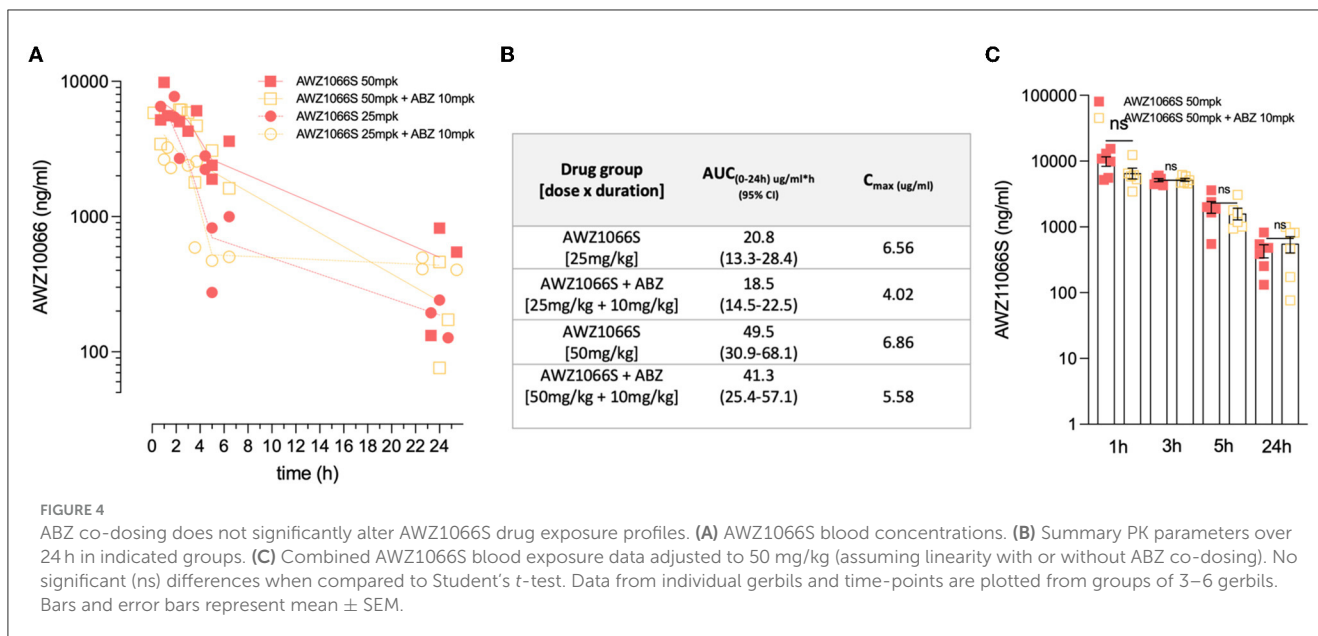 A
AWZ10066 (ng/ml)
10000
1000
100
0 2 4 6 8 10 12 14 16 18 20 22 24
time (h)
AWZ1066S 50mpk
AWZ1066S 50mpk + ABZ 10mpk
AWZ1066S 25mpk
AWZ1066S 25mpk + ABZ 10mpk
B
Drug group
[dose x duration]
AUC(0-24h) ug/ml*h
(95% CI)
Cmax (ug/ml)
AWZ1066S
[25mg/kg]
20.8
(13.3-28.4)
6.56
AWZ1066S + ABZ
[25mg/kg + 10mg/kg]
18.5
(14.5-22.5)
4.02
AWZ1066S
[50mg/kg]
49.5
(30.9-68.1)
6.86
AWZ1066S + ABZ
[50mg/kg + 10mg/kg]
41.3
(25.4-57.1)
5.58
C
AWZ11066S (ng/ml)
100000
10000
1000
100
10
1
AWZ1066S 50mpk
AWZ1066S 50mpk + ABZ 10mpk
ns
ns
ns
ns
1h 3h 5h 24h
FIGURE 4
ABZ co-dosing does not significantly alter AWZ1066S drug exposure profiles. (A) AWZ1066S blood concentrations. (B) Summary PK parameters over
24 h in indicated groups. (C) Combined AWZ1066S blood exposure data adjusted to 50 mg/kg (assuming linearity with or without ABZ co-dosing). No
significant (ns) differences when compared to Student's t-test. Data from individual gerbils and time-points are plotted from groups of 3–6 gerbils.
Bars and error bars represent mean ± SEM.